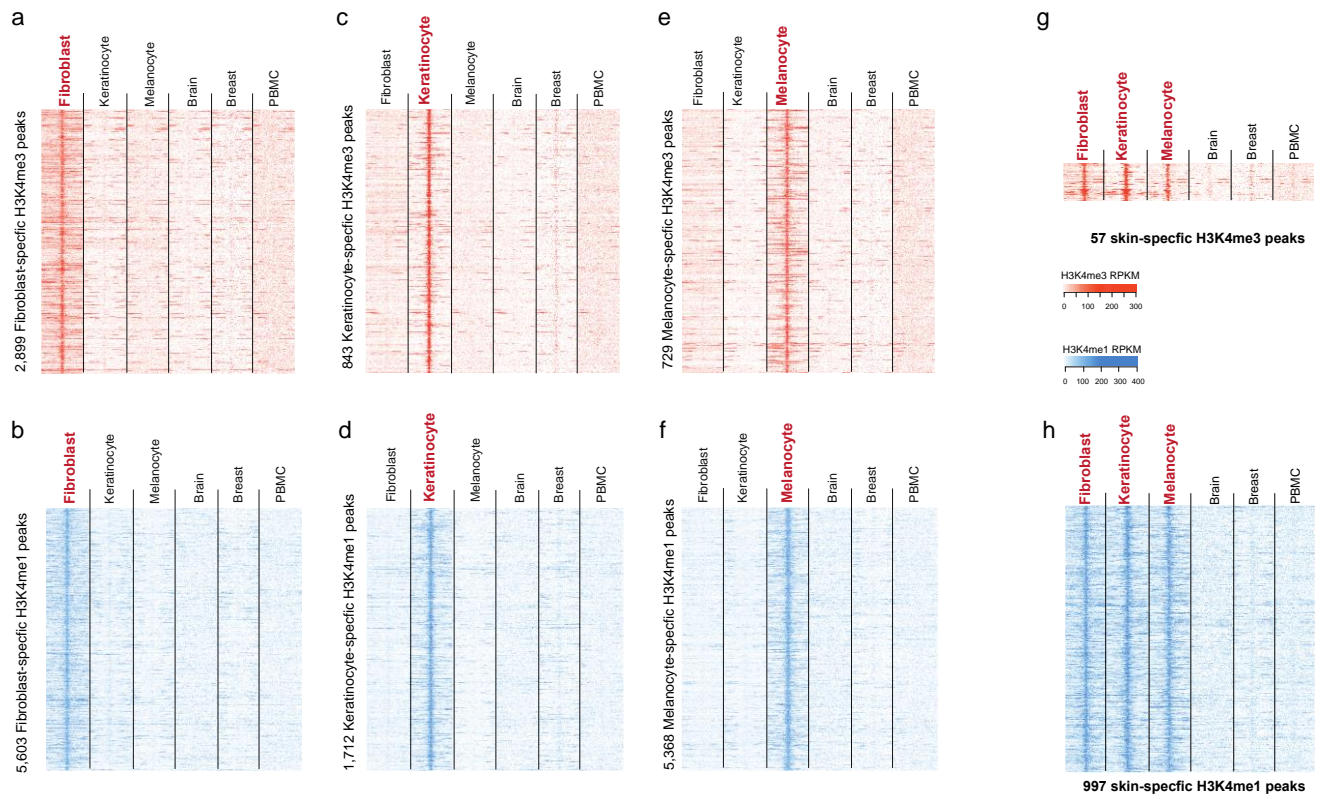 a
Fibroblast
Keratinocyte
Melanocyte
Brain
Breast
PBMC
2,899 Fibroblast-specfic H3K4me3 peaks
c
Fibroblast
Keratinocyte
Melanocyte
Brain
Breast
PBMC
843 Keratinocyte-specfic H3K4me3 peaks
e
Fibroblast
Keratinocyte
Melanocyte
Brain
Breast
PBMC
729 Melanocyte-specfic H3K4me3 peaks
g
Fibroblast
Keratinocyte
Melanocyte
Brain
Breast
PBMC
57 skin-specfic H3K4me3 peaks
H3K4me3 RPKM
0 100 200 300
H3K4me1 RPKM
0 100 200 300 400
b
Fibroblast
Keratinocyte
Melanocyte
Brain
Breast
PBMC
5,603 Fibroblast-specfic H3K4me1 peaks
d
Fibroblast
Keratinocyte
Melanocyte
Brain
Breast
PBMC
1,712 Keratinocyte-specfic H3K4me1 peaks
f
Fibroblast
Keratinocyte
Melanocyte
Brain
Breast
PBMC
5,368 Melanocyte-specfic H3K4me1 peaks
h
Fibroblast
Keratinocyte
Melanocyte
Brain
Breast
PBMC
997 skin-specfic H3K4me1 peaks